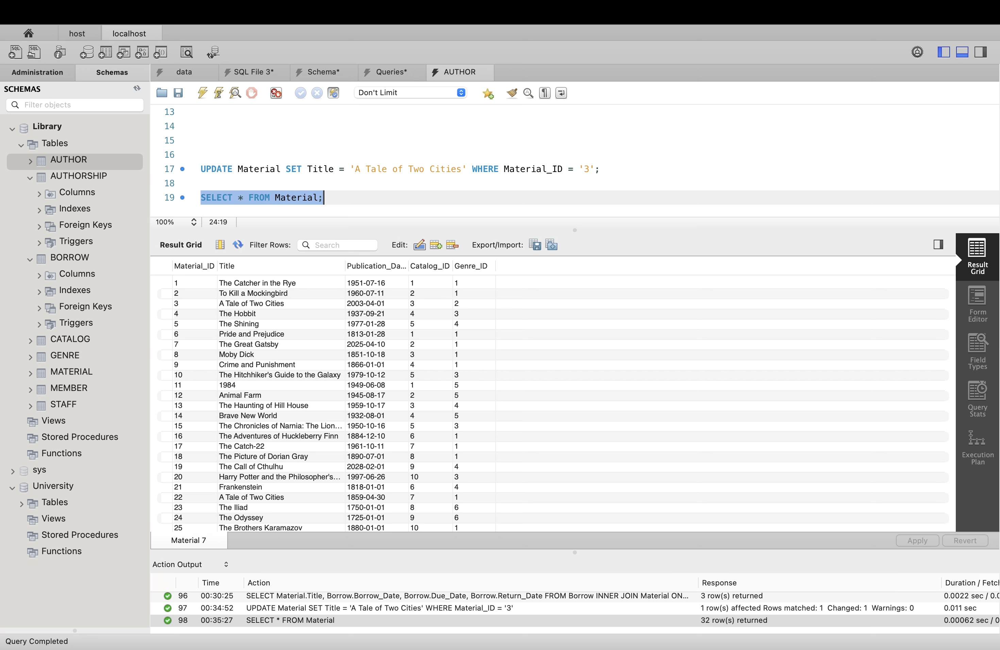 host localhost
SQL SQL
Administration Schemas data SQL File 3* Schema* Queries* AUTHOR
SCHEMAS
Filter objects
Don't Limit
Library
Tables
AUTHOR
AUTHORSHIP
Columns
Indexes
Foreign Keys
Triggers
BORROW
Columns
Indexes
Foreign Keys
Triggers
CATALOG
GENRE
MATERIAL
MEMBER
STAFF
Views
Stored Procedures
Functions
sys
University
Tables
Views
Stored Procedures
Functions
13
14
15
16
17 UPDATE Material SET Title = 'A Tale of Two Cities' WHERE Material_ID = '3';
18
19 SELECT * FROM Material;
100% 24:19
Result Grid Filter Rows: Search Edit: Export/Import:
Material_ID Title Publication_Da... Catalog_ID Genre_ID
1 The Catcher in the Rye 1951-07-16 1 1
2 To Kill a Mockingbird 1960-07-11 2 1
3 A Tale of Two Cities 2003-04-01 3 2
4 The Hobbit 1937-09-21 4 3
5 The Shining 1977-01-28 5 4
6 Pride and Prejudice 1813-01-28 1 1
7 The Great Gatsby 2025-04-10 2 1
8 Moby Dick 1851-10-18 3 1
9 Crime and Punishment 1866-01-01 4 1
10 The Hitchhiker's Guide to the Galaxy 1979-10-12 5 3
11 1984 1949-06-08 1 5
12 Animal Farm 1945-08-17 2 5
13 The Haunting of Hill House 1959-10-17 3 4
14 Brave New World 1932-08-01 4 5
15 The Chronicles of Narnia: The Lion... 1950-10-16 5 3
16 The Adventures of Huckleberry Finn 1884-12-10 6 1
17 The Catch-22 1961-10-11 7 1
18 The Picture of Dorian Gray 1890-07-01 8 1
19 The Call of Cthulhu 2028-02-01 9 4
20 Harry Potter and the Philosopher's... 1997-06-26 10 3
21 Frankenstein 1818-01-01 6 4
22 A Tale of Two Cities 1859-04-30 7 1
23 The Iliad 1750-01-01 8 6
24 The Odyssey 1725-01-01 9 6
25 The Brothers Karamazov 1880-01-01 10 1
Result
Grid
Form
Editor
Field
Types
Query
Stats
Execution
Plan
Material 7 Apply Revert
Action Output
Time Action Response Duration / Fetch
96 00:30:25 SELECT Material.Title, Borrow.Borrow_Date, Borrow.Due_Date, Borrow.Return_Date FROM Borrow INNER JOIN Material ON... 3 row(s) returned 0.0022 sec / 0.0
97 00:34:52 UPDATE Material SET Title = 'A Tale of Two Cities' WHERE Material_ID = '3' 1 row(s) affected Rows matched: 1 Changed: 1 Warnings: 0 0.011 sec
98 00:35:27 SELECT * FROM Material 32 row(s) returned 0.00062 sec / 0
Query Completed